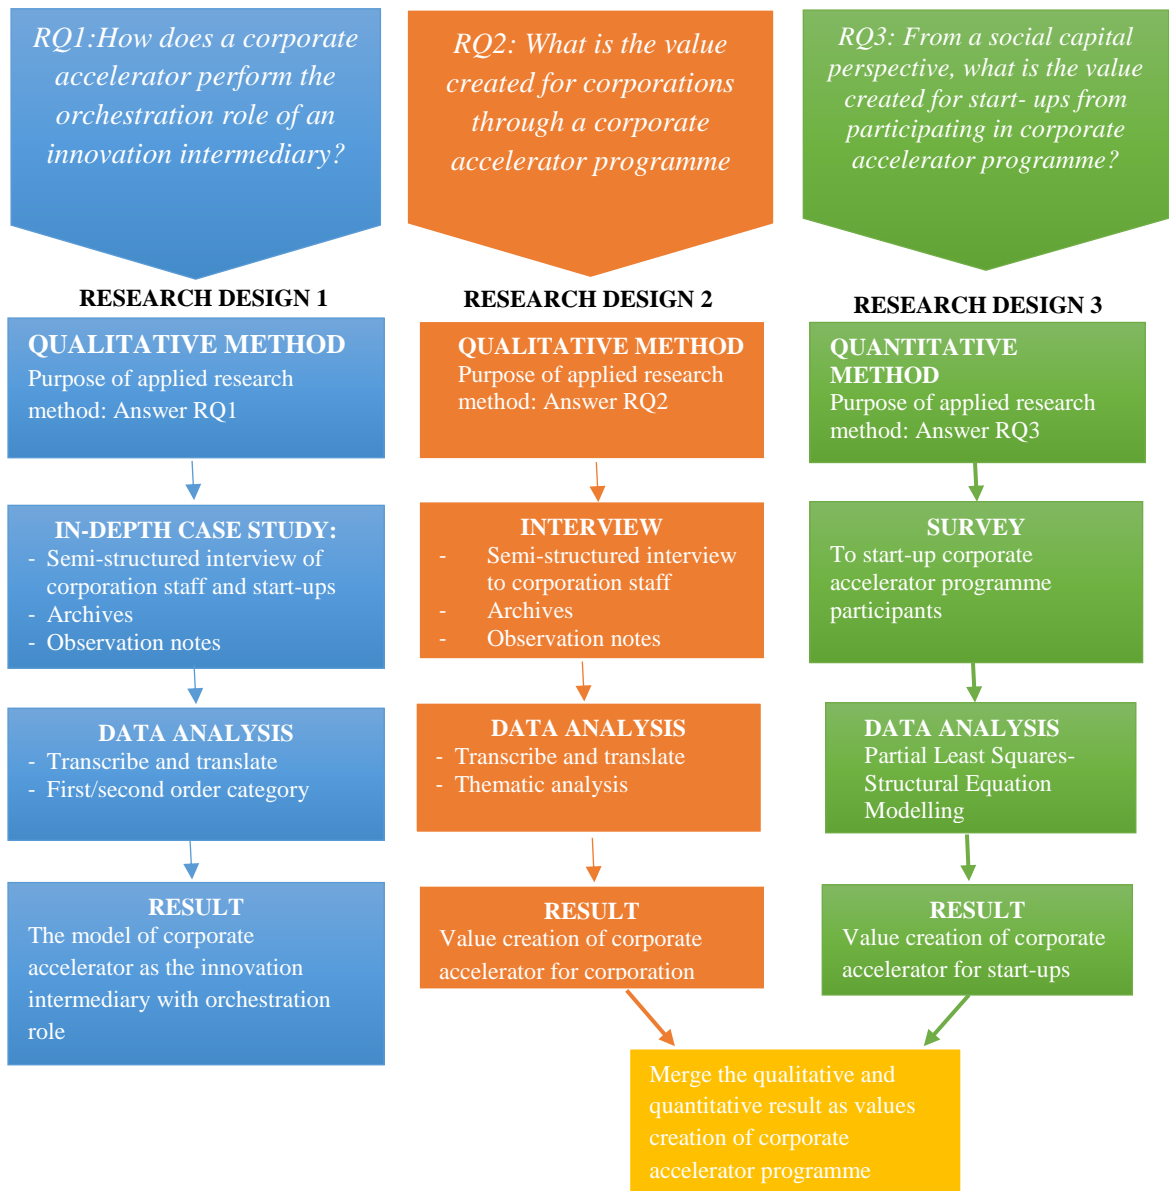 RQ1:How does a corporate
accelerator perform the
orchestration role of an
innovation intermediary?
RESEARCH DESIGN 1
QUALITATIVE METHOD
Purpose of applied research
method: Answer RQ1
IN-DEPTH CASE STUDY:
- Semi-structured interview of
corporation staff and start-ups
- Archives
- Observation notes
DATA ANALYSIS
- Transcribe and translate
- First/second order category
RESULT
The model of corporate
accelerator as the innovation
intermediary with orchestration
role
RQ2: What is the value
created for corporations
through a corporate
accelerator programme
RESEARCH DESIGN 2
QUALITATIVE METHOD
Purpose of applied research
method: Answer RQ2
INTERVIEW
- Semi-structured interview
to corporation staff
- Archives
- Observation notes
DATA ANALYSIS
- Transcribe and translate
- Thematic analysis
RESULT
Value creation of corporate
accelerator for corporation
RQ3: From a social capital
perspective, what is the value
created for start- ups from
participating in corporate
accelerator programme?
RESEARCH DESIGN 3
QUANTITATIVE
METHOD
Purpose of applied research
method: Answer RQ3
SURVEY
To start-up corporate
accelerator programme
participants
DATA ANALYSIS
Partial Least Squares-
Structural Equation
Modelling
RESULT
Value creation of corporate
accelerator for start-ups
Merge the qualitative and
quantitative result as values
creation of corporate
accelerator programme